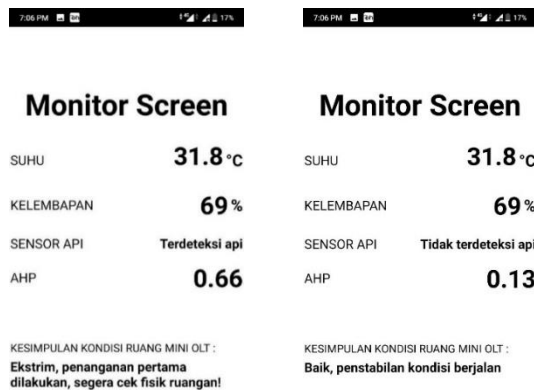 7:06 PM
17%
Monitor Screen
SUHU 31.8 °C
KELEMBAPAN 69 %
SENSOR API Terdeteksi api
AHP 0.66
KESIMPULAN KONDISI RUANG MINI OLT :
Ekstrim, penanganan pertama
dilakukan, segera cek fisik ruangan!
7:06 PM
17%
Monitor Screen
SUHU 31.8 °C
KELEMBAPAN 69 %
SENSOR API Tidak terdeteksi api
AHP 0.13
KESIMPULAN KONDISI RUANG MINI OLT :
Baik, penstabilan kondisi berjalan